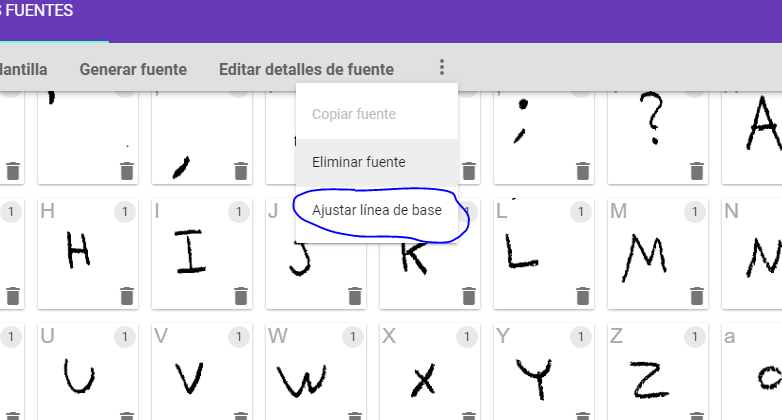 S FUENTES
lantilla Generar fuente Editar detalles de fuente
Copiar fuente
, ; ? A
Eliminar fuente
1 H 1 I 1 J 1 L 1 M 1 N
Ajustar línea de base
H I J K L M N
1 U 1 V 1 W 1 X 1 Y 1 Z 1 a
U V W X Y Z a